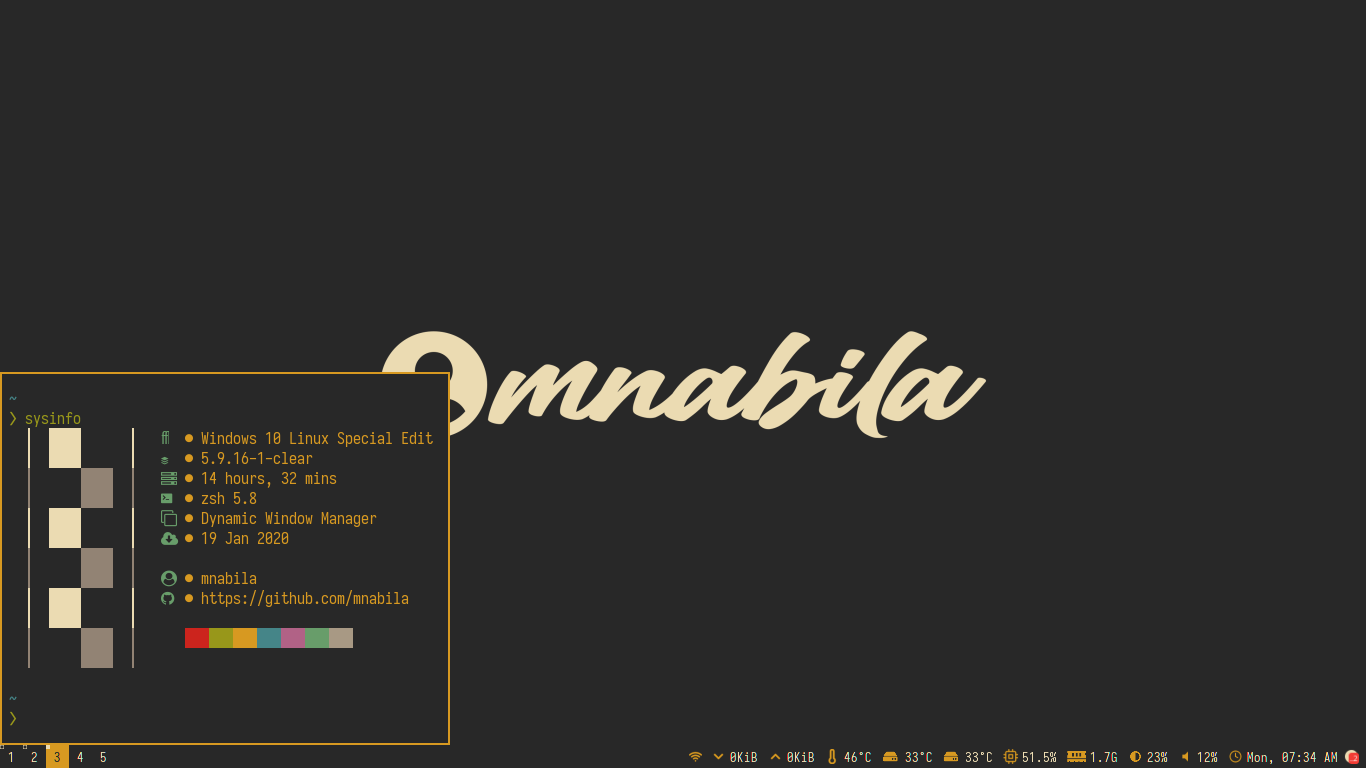 mnabila
~
❯ sysinfo
Windows 10 Linux Special Edit
5.9.16-1-clear
14 hours, 32 mins
zsh 5.8
Dynamic Window Manager
19 Jan 2020
mnabila
https://github.com/mnabila
~
❯
1 2 3 4 5 0KiB 0KiB 46°C 33°C 33°C 51.5% 1.7G 23% 12% Mon, 07:34 AM